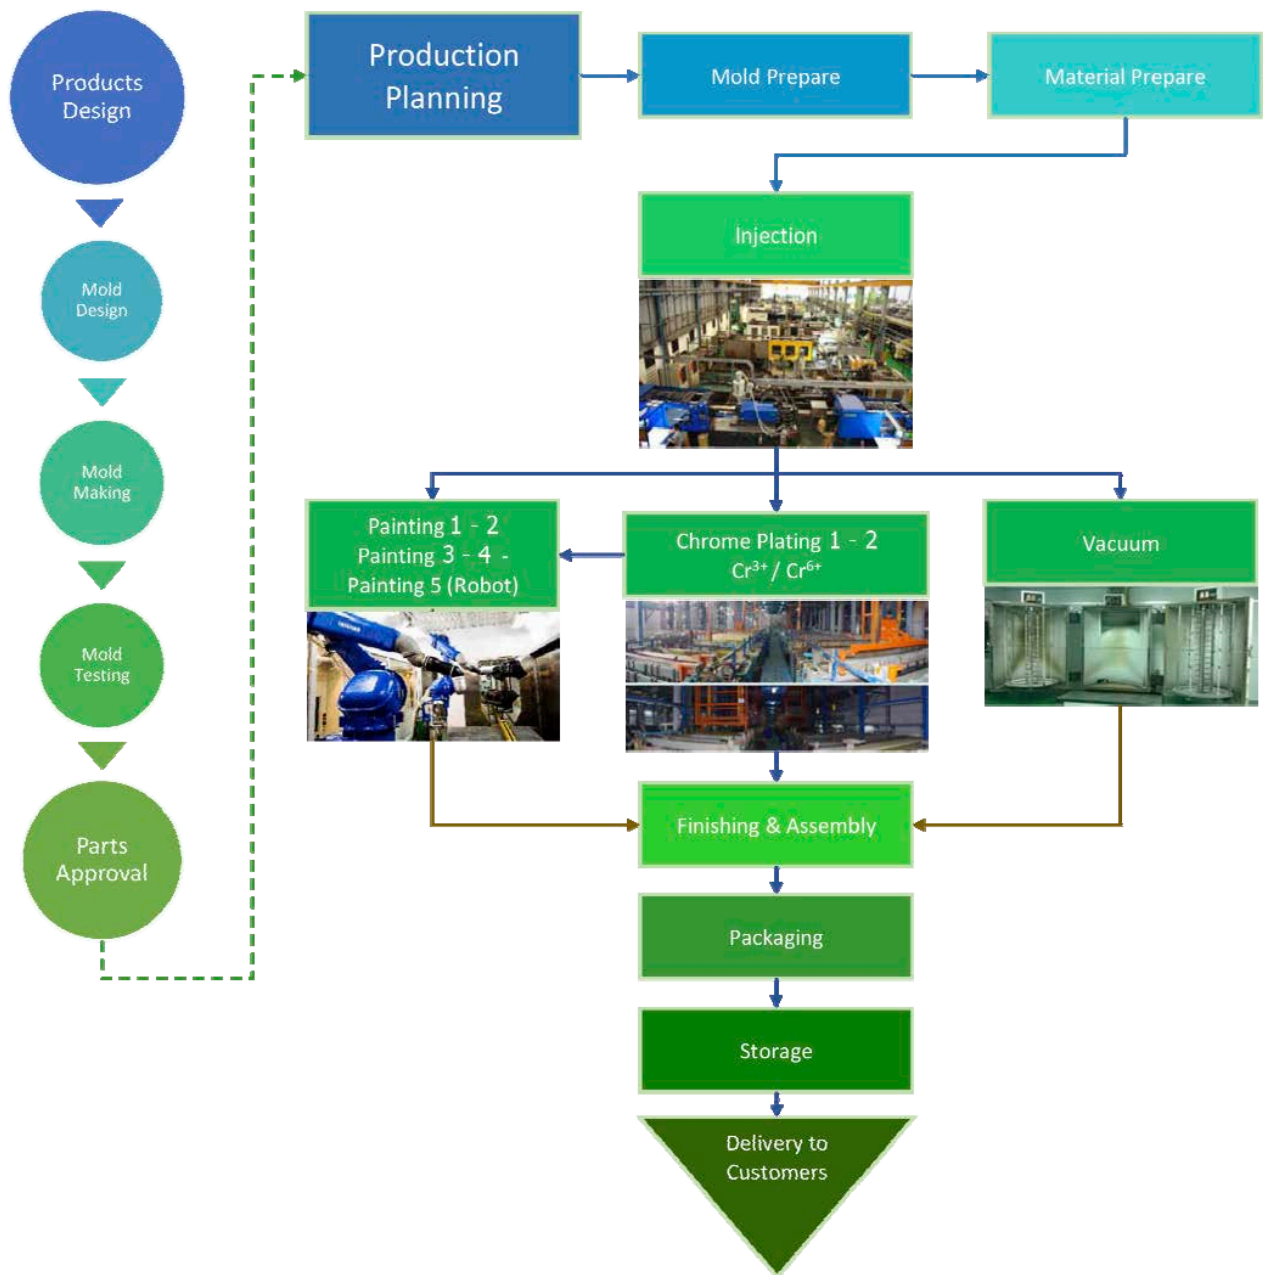 Products
Design
Mold
Design
Mold
Making
Mold
Testing
Parts
Approval
Production
Planning
Mold Prepare
Material Prepare
Injection
Painting 1 - 2
Painting 3 - 4 -
Painting 5 (Robot)
Chrome Plating 1 - 2
Cr³⁺ / Cr⁶⁺
Vacuum
Finishing & Assembly
Packaging
Storage
Delivery to
Customers